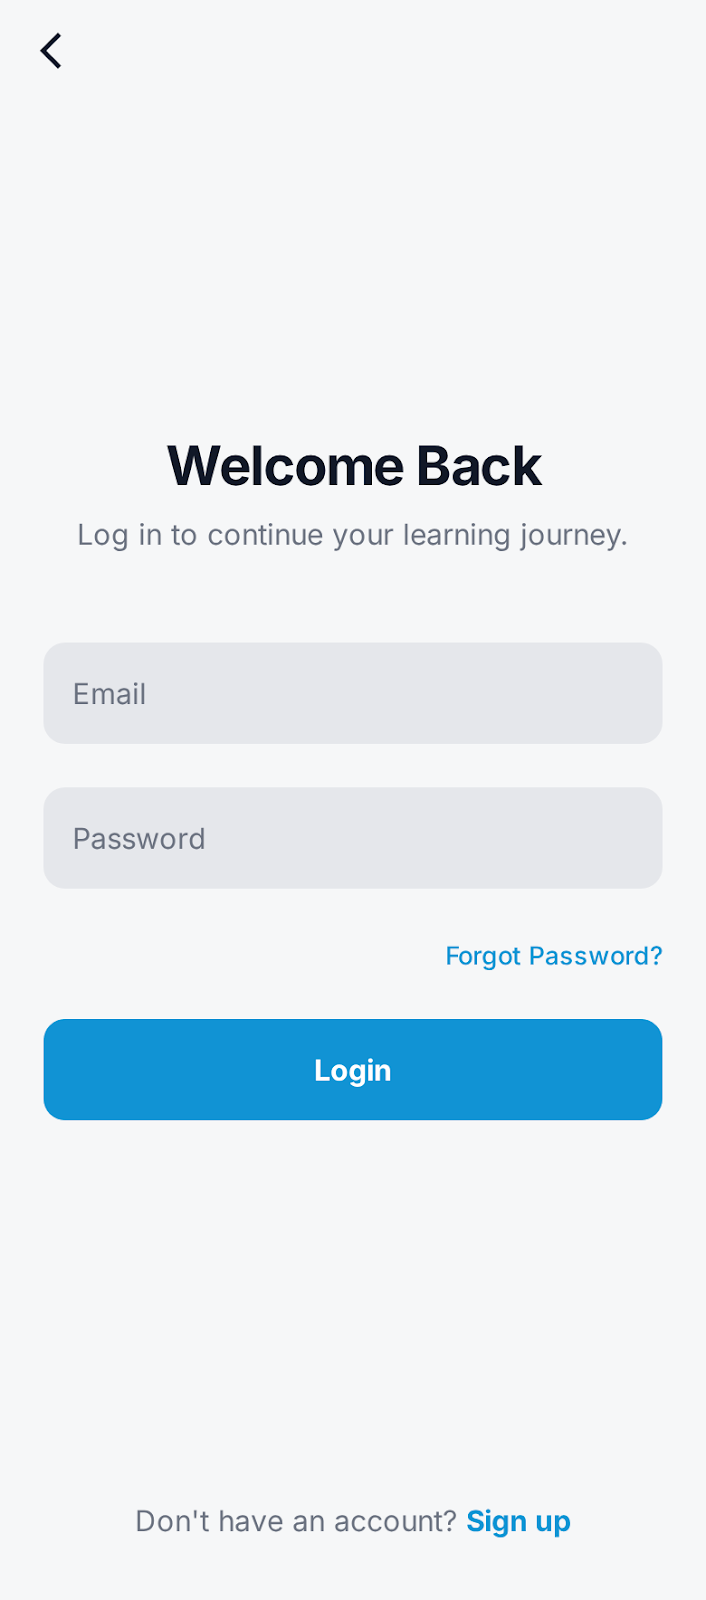 Welcome Back
Log in to continue your learning journey.
Email
Password
Forgot Password?
Login
Don't have an account? Sign up